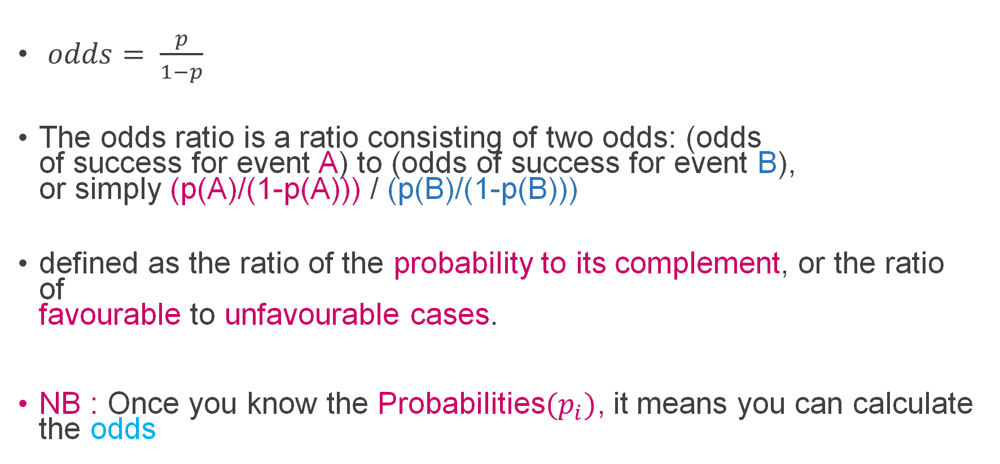 • odds = p/(1−p)
• The odds ratio is a ratio consisting of two odds: (odds
of success for event A) to (odds of success for event B),
or simply (p(A)/(1-p(A))) / (p(B)/(1-p(B)))
• defined as the ratio of the probability to its complement, or the ratio
of
favourable to unfavourable cases.
• NB : Once you know the Probabilities(pᵢ), it means you can calculate
the odds